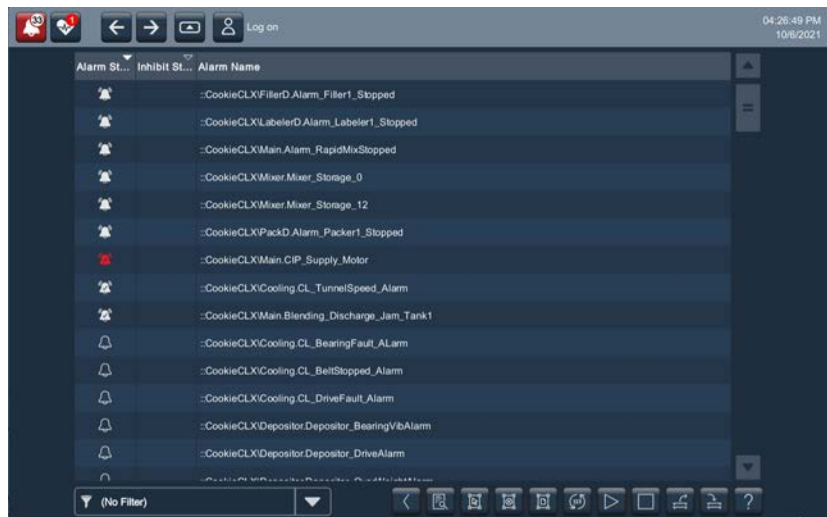 33
1
Log on
04:26:49 PM
10/6/2021
Alarm St... Inhibit St... Alarm Name
::CookieCLX\FillerD.Alarm_Filler1_Stopped
::CookieCLX\LabelerD.Alarm_Labeler1_Stopped
::CookieCLX\Main.Alarm_RapidMixStopped
::CookieCLX\Mixer.Mixer_Storage_0
::CookieCLX\Mixer.Mixer_Storage_12
::CookieCLX\PackD.Alarm_Packer1_Stopped
::CookieCLX\Main.CIP_Supply_Motor
::CookieCLX\Cooling.CL_TunnelSpeed_Alarm
::CookieCLX\Main.Blending_Discharge_Jam_Tank1
::CookieCLX\Cooling.CL_BearingFault_ALarm
::CookieCLX\Cooling.CL_BeltStopped_Alarm
::CookieCLX\Cooling.CL_DriveFault_Alarm
::CookieCLX\Depositor.Depositor_BearingVibAlarm
::CookieCLX\Depositor.Depositor_DriveAlarm
(No Filter)
?